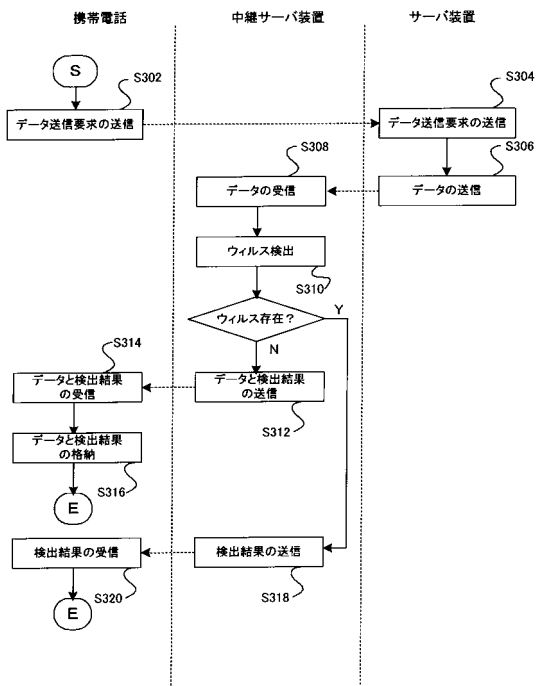 携帯電話
中継サーバ装置
サーバ装置
S
S302
S304
データ送信要求の送信
データ送信要求の送信
S308
S306
データの受信
データの送信
ウィルス検出
S310
ウィルス存在？
Y
N
S314
データと検出結果
の受信
データと検出結果
の送信
S312
データと検出結果
の格納
S316
E
検出結果の受信
検出結果の送信
S320
S318
E